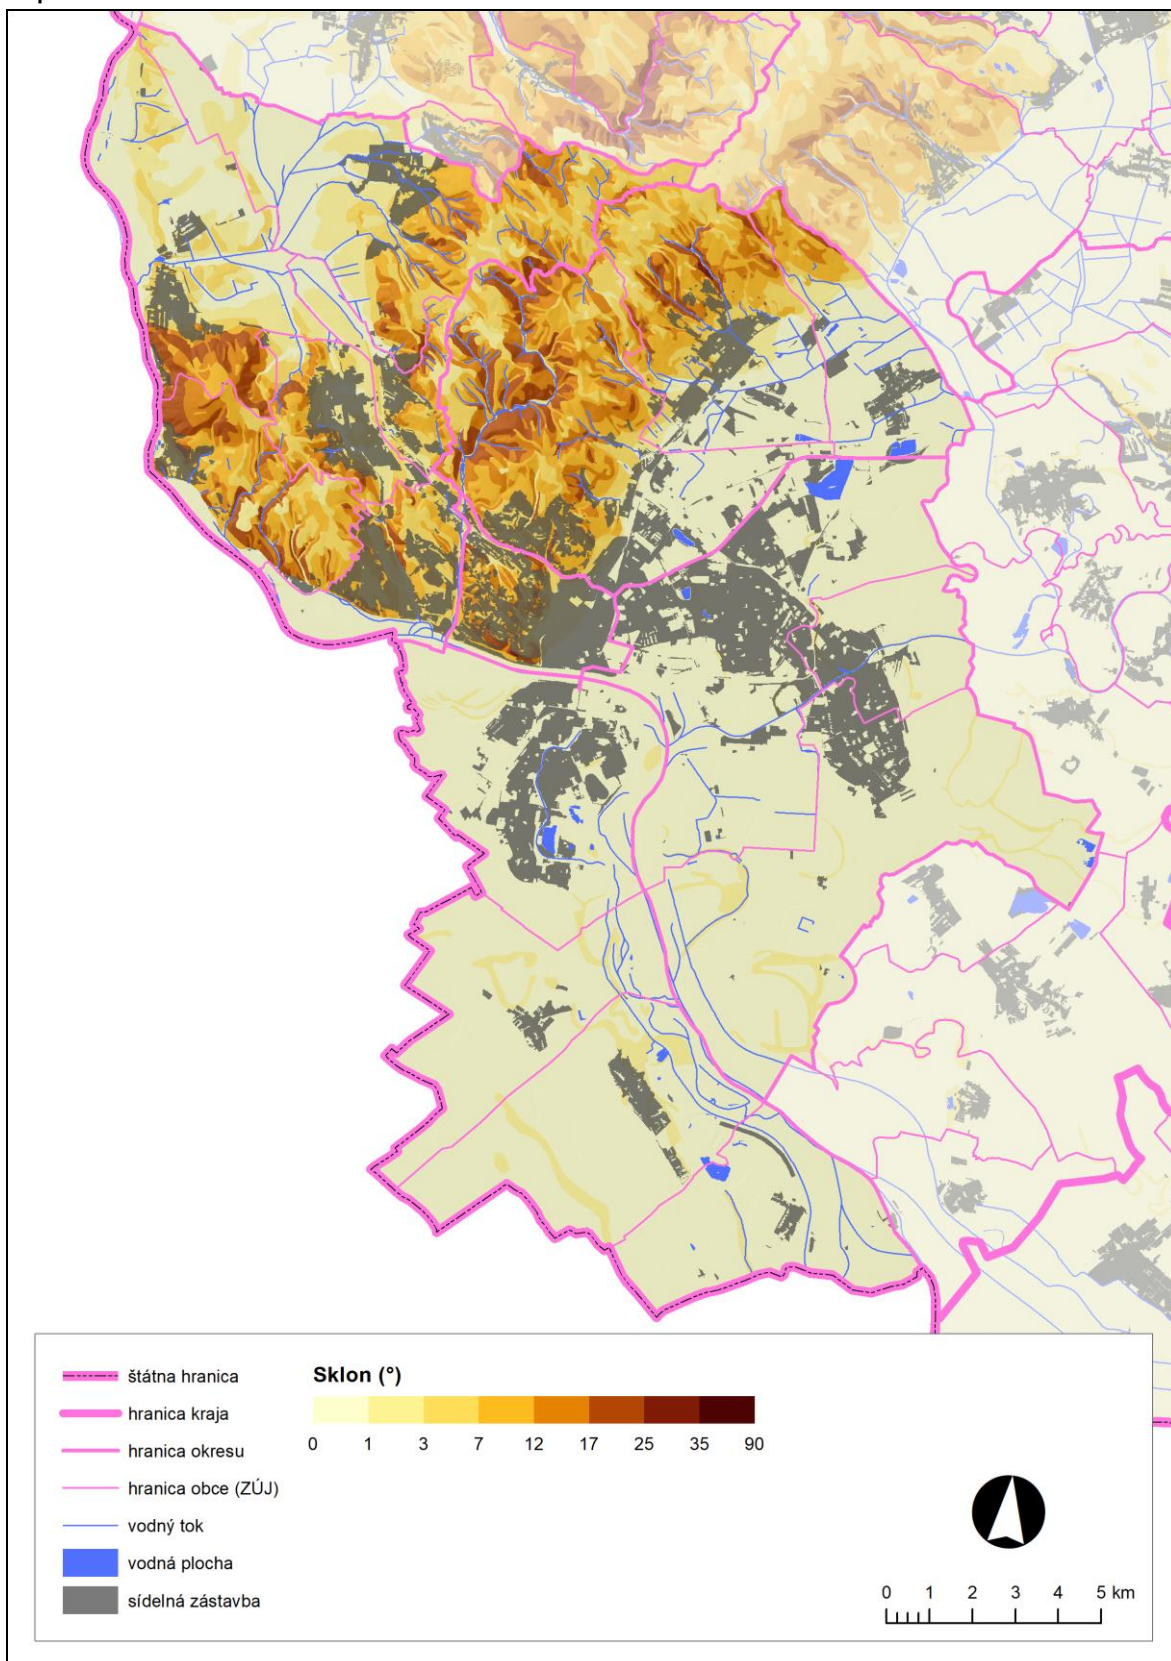 štátna hranica
hranica kraja
hranica okresu
hranica obce (ZÚJ)
vodný tok
vodná plocha
sídelná zástavba
Sklon (°)
0 1 3 7 12 17 25 35 90
0 1 2 3 4 5 km